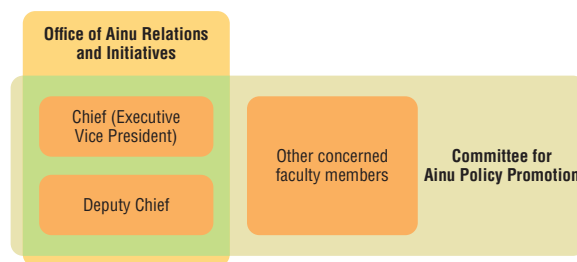 Office of Ainu Relations
and Initiatives
Chief (Executive
Vice President)
Deputy Chief
Other concerned
faculty members
Committee for
Ainu Policy Promotion